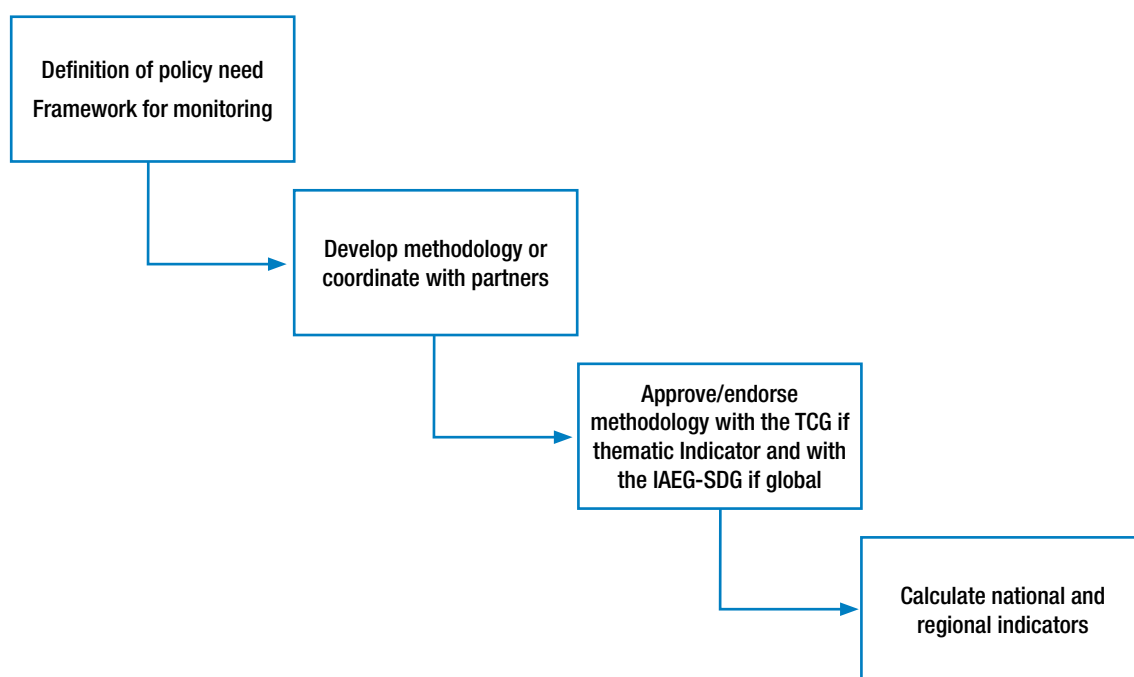 Definition of policy need
Framework for monitoring
Develop methodology or
coordinate with partners
Approve/endorse
methodology with the TCG if
thematic Indicator and with
the IAEG-SDG if global
Calculate national and
regional indicators